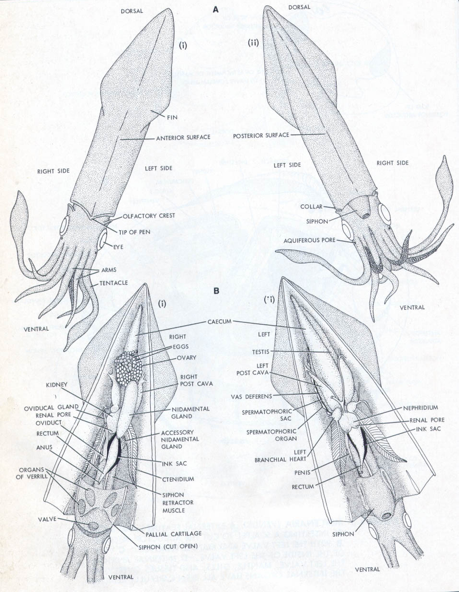 A
DORSAL
(i)
FIN
ANTERIOR SURFACE
RIGHT SIDE
LEFT SIDE
OLFACTORY CREST
TIP OF PEN
EYE
ARMS
TENTACLE
VENTRAL
DORSAL
(ii)
POSTERIOR SURFACE
LEFT SIDE
RIGHT SIDE
COLLAR
SIPHON
AQUIFEROUS PORE
VENTRAL
B
(i)
CAECUM
RIGHT
EGGS
OVARY
KIDNEY
RIGHT
POST CAVA
OVIDUCAL GLAND
RENAL PORE
OVIDUCT
NIDAMENTAL
GLAND
RECTUM
ACCESSORY
NIDAMENTAL
GLAND
ANUS
INK SAC
ORGANS
OF VERRILL
CTENIDIUM
SIPHON
RETRACTOR
MUSCLE
VALVE
PALLIAL CARTILAGE
SIPHON (CUT OPEN)
VENTRAL
LEFT
TESTIS
LEFT
POST CAVA
VAS DEFERENS
SPERMATOPHORIC
SAC
NEPHRIDIUM
RENAL PORE
INK SAC
SPERMATOPHORIC
ORGAN
LEFT
BRANCHIAL HEART
PENIS
RECTUM
SIPHON
VENTRAL